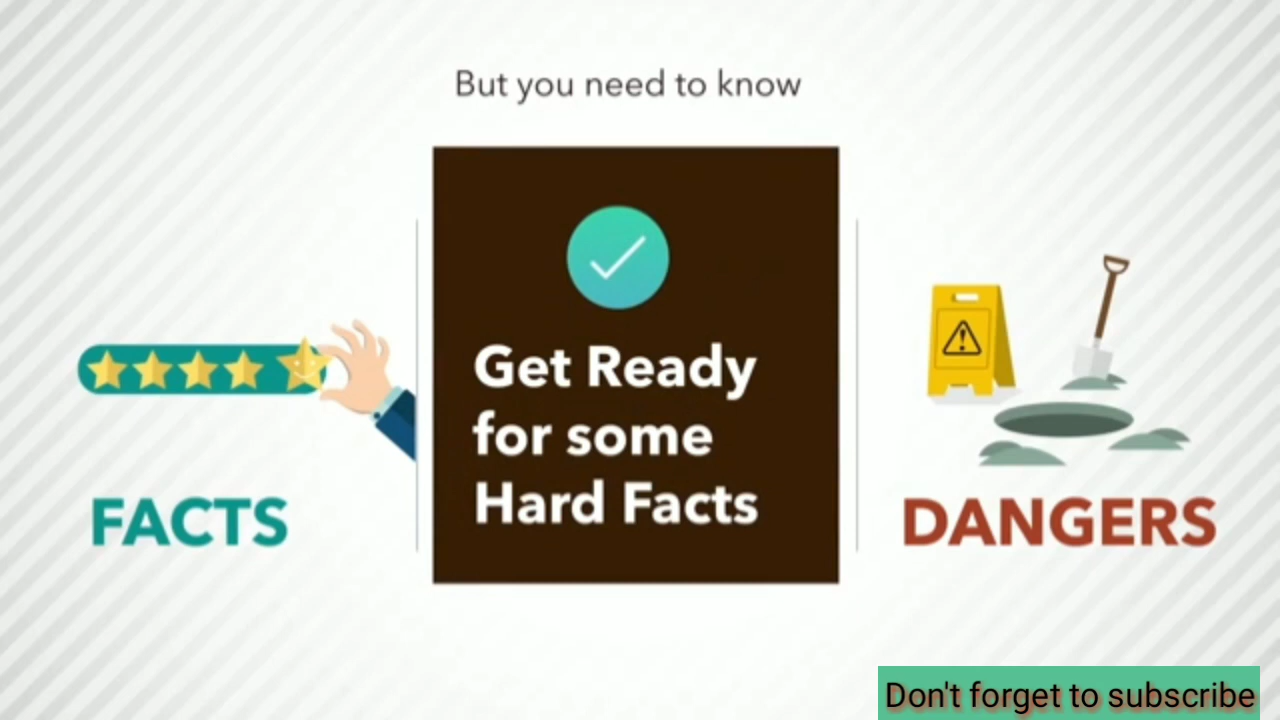 But you need to know
Get Ready
for some
Hard Facts
FACTS
DANGERS
Don't forget to subscribe